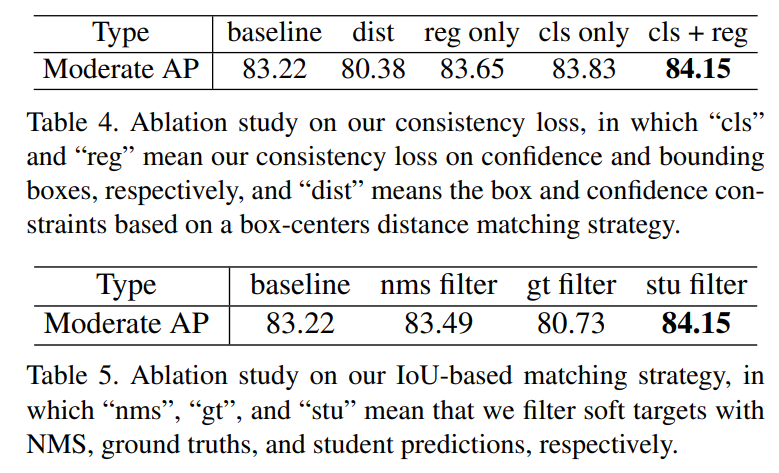 Type baseline dist reg only cls only cls + reg
Moderate AP 83.22 80.38 83.65 83.83 84.15
Table 4. Ablation study on our consistency loss, in which “cls”
and “reg” mean our consistency loss on confidence and bounding
boxes, respectively, and “dist” means the box and confidence con-
straints based on a box-centers distance matching strategy.
Type baseline nms filter gt filter stu filter
Moderate AP 83.22 83.49 80.73 84.15
Table 5. Ablation study on our IoU-based matching strategy, in
which “nms”, “gt”, and “stu” mean that we filter soft targets with
NMS, ground truths, and student predictions, respectively.